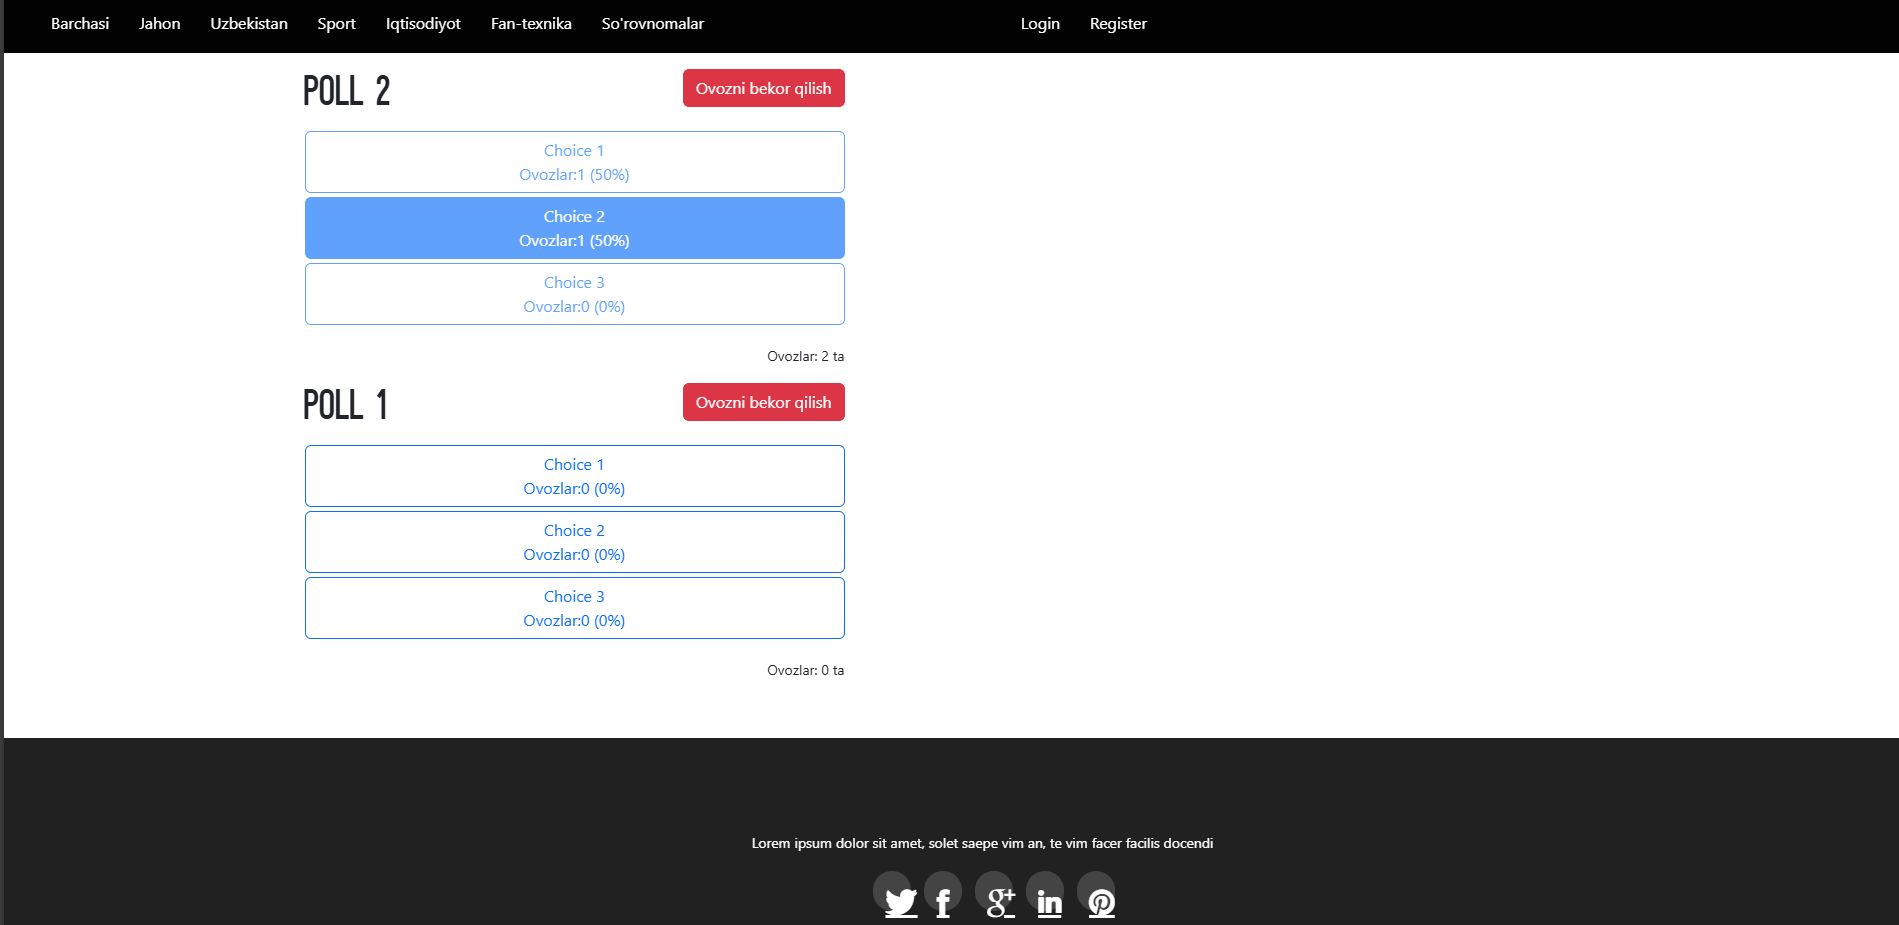 Barchasi Jahon Uzbekistan Sport Iqtisodiyot Fan-texnika So'rovnomalar Login Register
POLL 2 Ovozni bekor qilish
Choice 1
Ovozlar:1 (50%)
Choice 2
Ovozlar:1 (50%)
Choice 3
Ovozlar:0 (0%)
Ovozlar: 2 ta
POLL 1 Ovozni bekor qilish
Choice 1
Ovozlar:0 (0%)
Choice 2
Ovozlar:0 (0%)
Choice 3
Ovozlar:0 (0%)
Ovozlar: 0 ta
Lorem ipsum dolor sit amet, solet saepe vim an, te vim facer facilis docendi